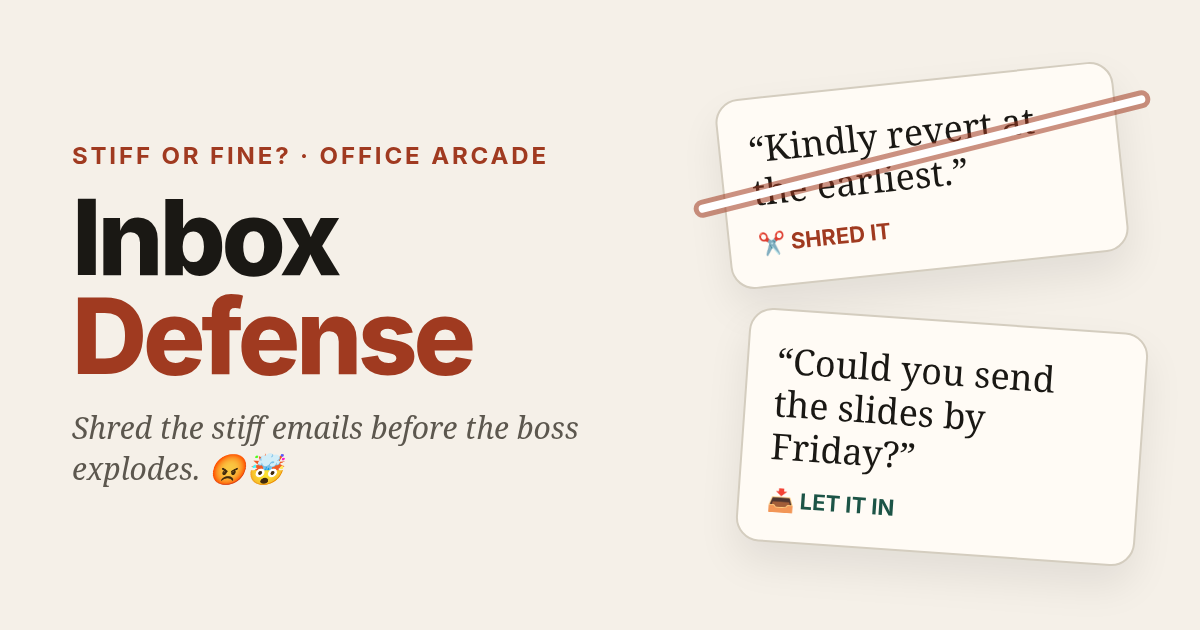 STIFF OR FINE? · OFFICE ARCADE
Inbox
Defense
Shred the stiff emails before the boss
explodes. 😡🤯
“Kindly revert at
the earliest.”
✂️ SHRED IT
“Could you send
the slides by
Friday?”
📥 LET IT IN